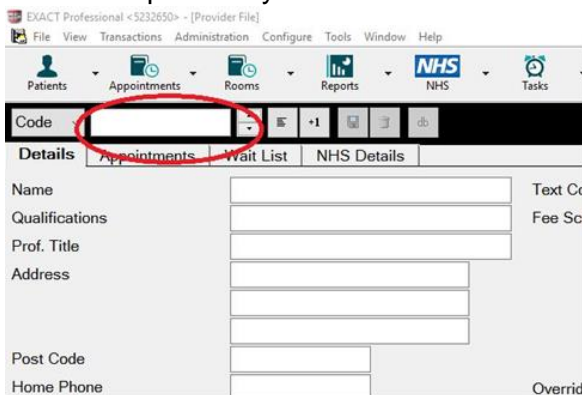 EXACT Professional <5232650> - [Provider File]
File View Transactions Administration Configure Tools Window Help
NHS
Patients Appointments Rooms Reports NHS Tasks
Code +1
Details Appointments Wait List NHS Details
Name Text Co
Qualifications Fee Sc
Prof. Title
Address
Post Code
Home Phone Overrid